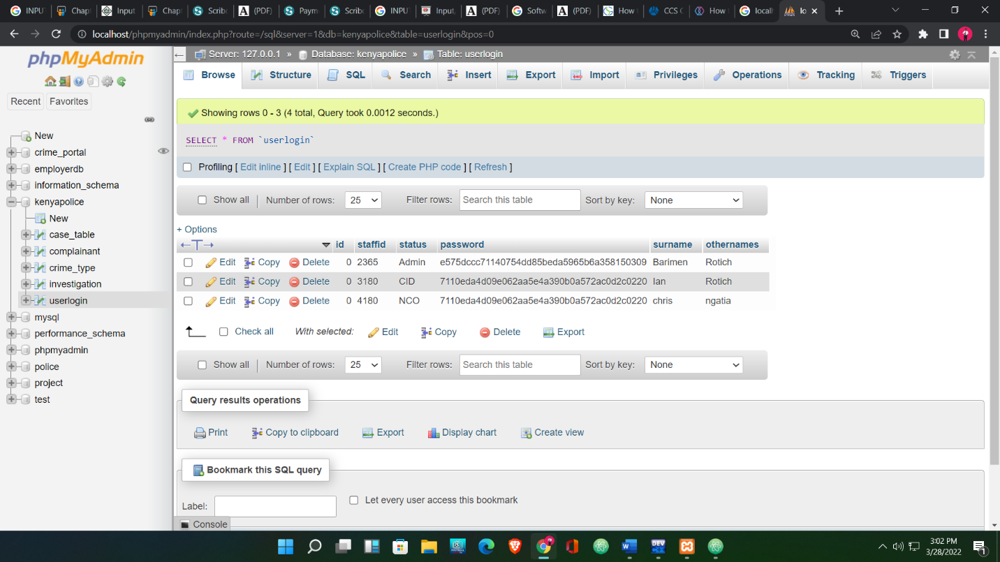 INPU
Chapt
Input
Chapt
Scribd
(PDF)
Paym
Scribd
INPU
Input,
(PDF)
Softw
(PDF)
How
CCS C
How
local
lo
localhost/phpmyadmin/index.php?route=/sql&server=1&db=kenyapolice&table=userlogin&pos=0
phpMyAdmin
Recent Favorites
New
crime_portal
employerdb
information_schema
kenyapolice
New
case_table
complainant
crime_type
investigation
userlogin
mysql
performance_schema
phpmyadmin
police
project
test
Server: 127.0.0.1 » Database: kenyapolice » Table: userlogin
Browse Structure SQL Search Insert Export Import Privileges Operations Tracking Triggers
Showing rows 0 - 3 (4 total, Query took 0.0012 seconds.)
SELECT * FROM `userlogin`
Profiling [ Edit inline ] [ Edit ] [ Explain SQL ] [ Create PHP code ] [ Refresh ]
Show all Number of rows: 25 Filter rows: Search this table Sort by key: None
+ Options
id staffid status password surname othernames
Edit Copy Delete 0 2365 Admin e575dccc71140754dd85beda5965b6a358150309 Barimen Rotich
Edit Copy Delete 0 3180 CID 7110eda4d09e062aa5e4a390b0a572ac0d2c0220 Ian Rotich
Edit Copy Delete 0 4180 NCO 7110eda4d09e062aa5e4a390b0a572ac0d2c0220 chris ngatia
Check all With selected: Edit Copy Delete Export
Show all Number of rows: 25 Filter rows: Search this table Sort by key: None
Query results operations
Print Copy to clipboard Export Display chart Create view
Bookmark this SQL query
Label: Let every user access this bookmark
Console
3:02 PM
3/28/2022
1